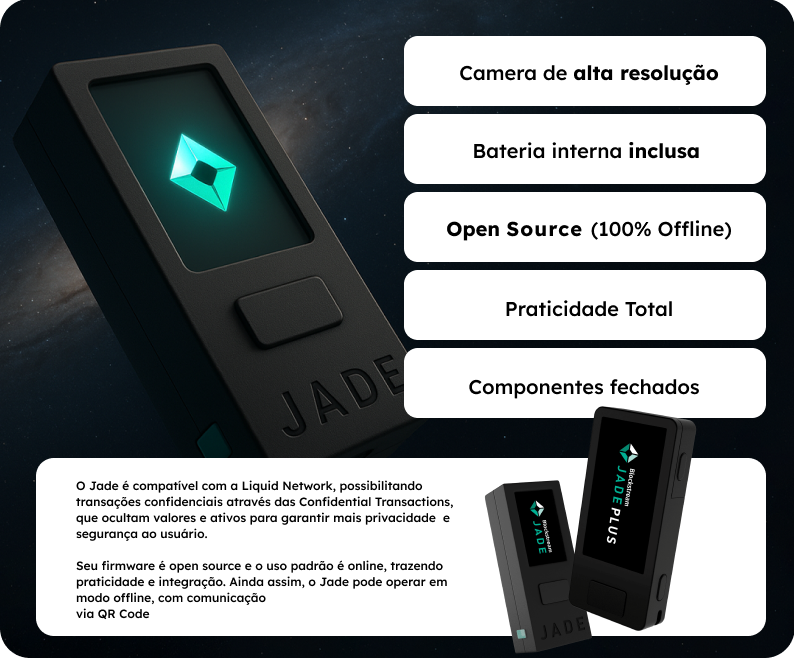 Camera de alta resolução
Bateria interna inclusa
Open Source (100% Offline)
Praticidade Total
Componentes fechados
JADE
O Jade é compatível com a Liquid Network, possibilitando
transações confidenciais através das Confidential Transactions,
que ocultam valores e ativos para garantir mais privacidade e
segurança ao usuário.
Seu firmware é open source e o uso padrão é online, trazendo
praticidade e integração. Ainda assim, o Jade pode operar em
modo offline, com comunicação
via QR Code
Blockstream
JADE
JADE
Blockstream
JADE PLUS